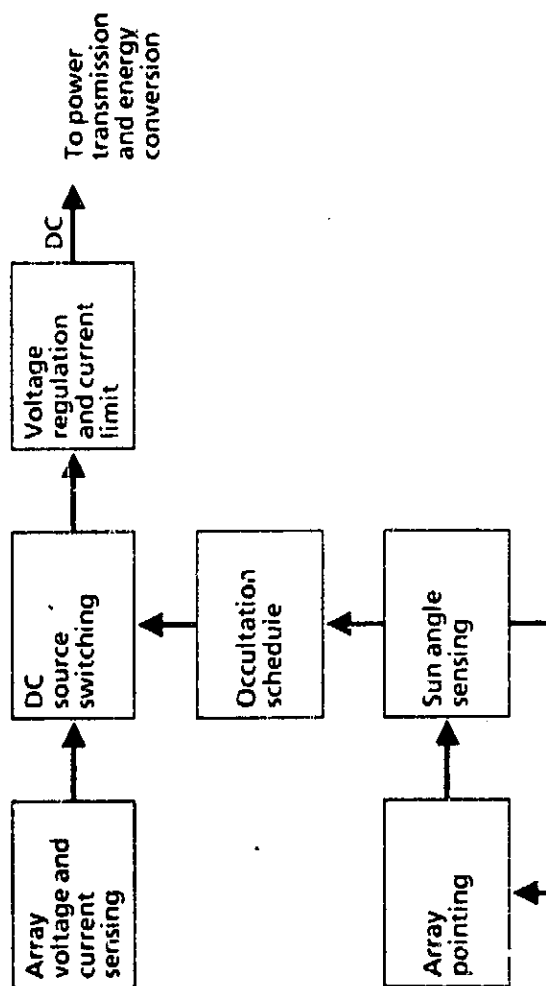 Array
voltage and
current
sensing
DC
source
switching
Voltage
regulation
and current
limit
DC
To power
transmission
and energy
conversion
Occultation
schedule
Array
pointing
Sun angle
sensing